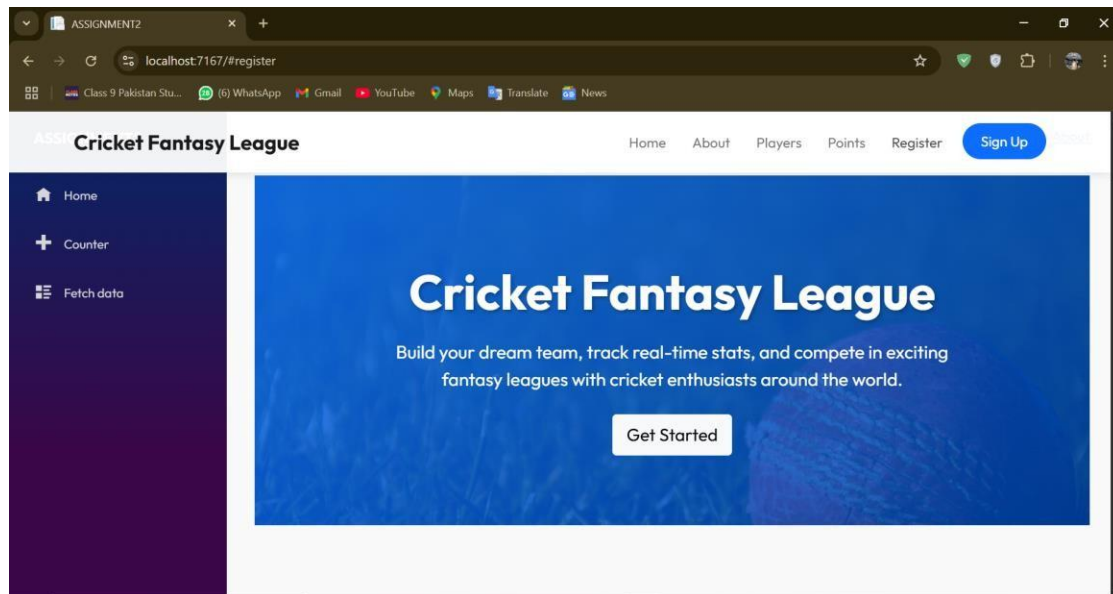 ASSIGNMENT2
localhost:7167/#register
Class 9 Pakistan Stu... (6) WhatsApp Gmail YouTube Maps Translate News
Cricket Fantasy League Home About Players Points Register Sign Up
Home
Counter
Fetch data
Cricket Fantasy League
Build your dream team, track real-time stats, and compete in exciting
fantasy leagues with cricket enthusiasts around the world.
Get Started